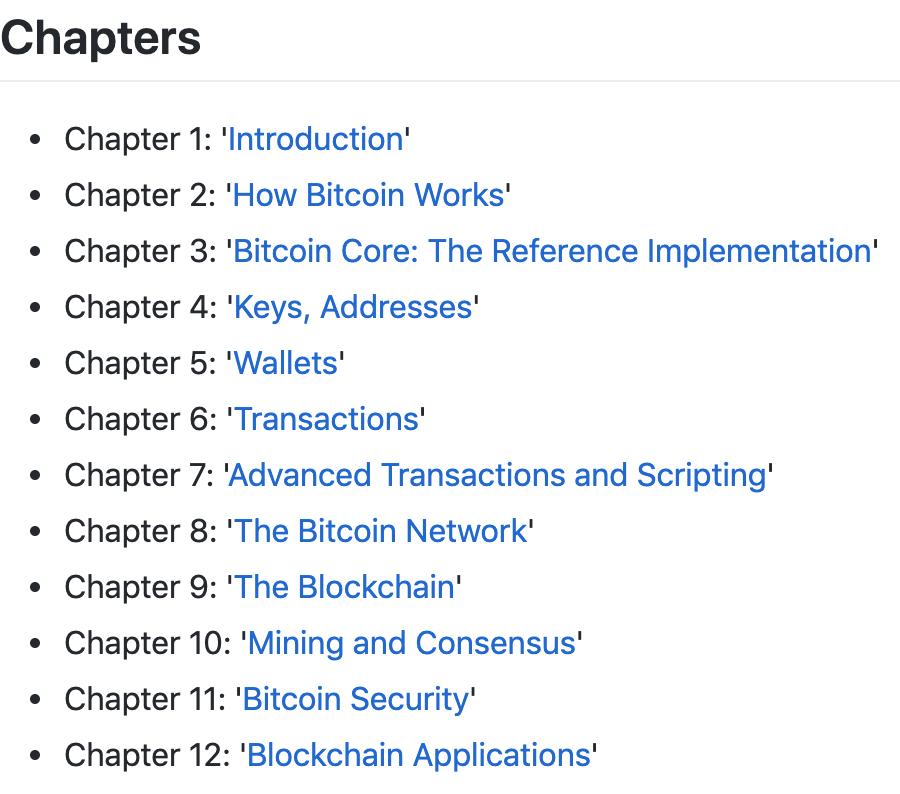 Chapters
• Chapter 1: 'Introduction'
• Chapter 2: 'How Bitcoin Works'
• Chapter 3: 'Bitcoin Core: The Reference Implementation'
• Chapter 4: 'Keys, Addresses'
• Chapter 5: 'Wallets'
• Chapter 6: 'Transactions'
• Chapter 7: 'Advanced Transactions and Scripting'
• Chapter 8: 'The Bitcoin Network'
• Chapter 9: 'The Blockchain'
• Chapter 10: 'Mining and Consensus'
• Chapter 11: 'Bitcoin Security'
• Chapter 12: 'Blockchain Applications'